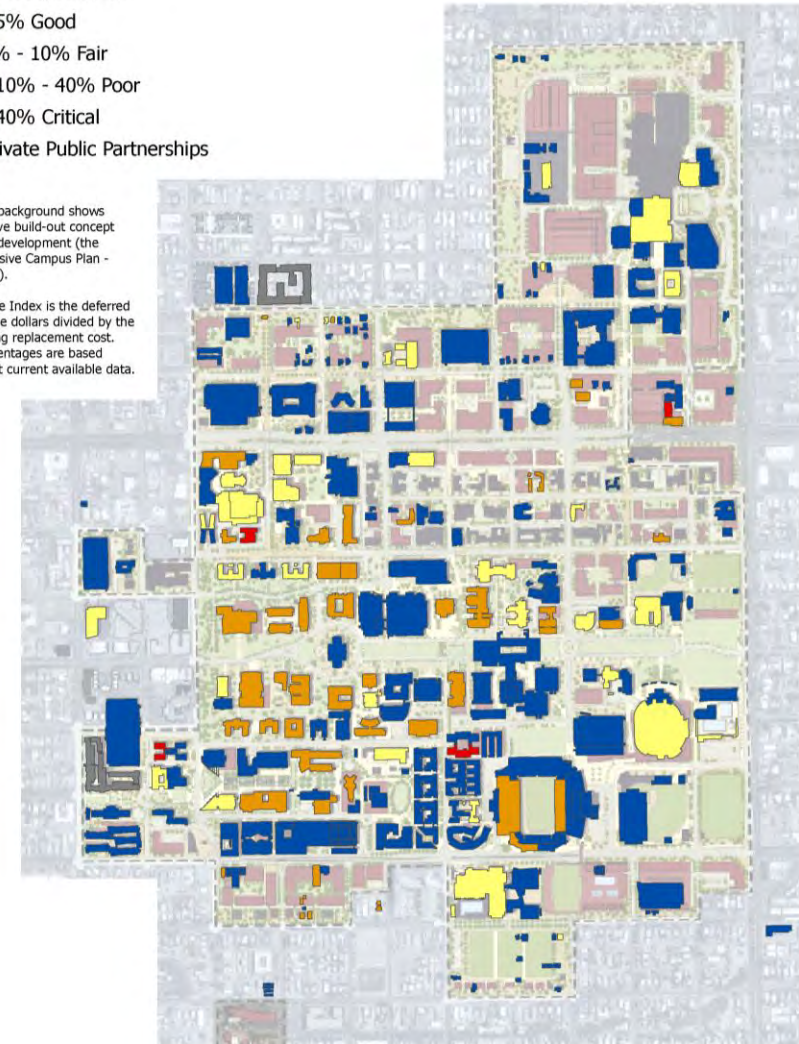 5% Good
% - 10% Fair
10% - 40% Poor
40% Critical
ivate Public Partnerships
background shows
ve build-out concept
development (the
sive Campus Plan -
).
e Index is the deferred
e dollars divided by the
ng replacement cost.
entages are based
t current available data.